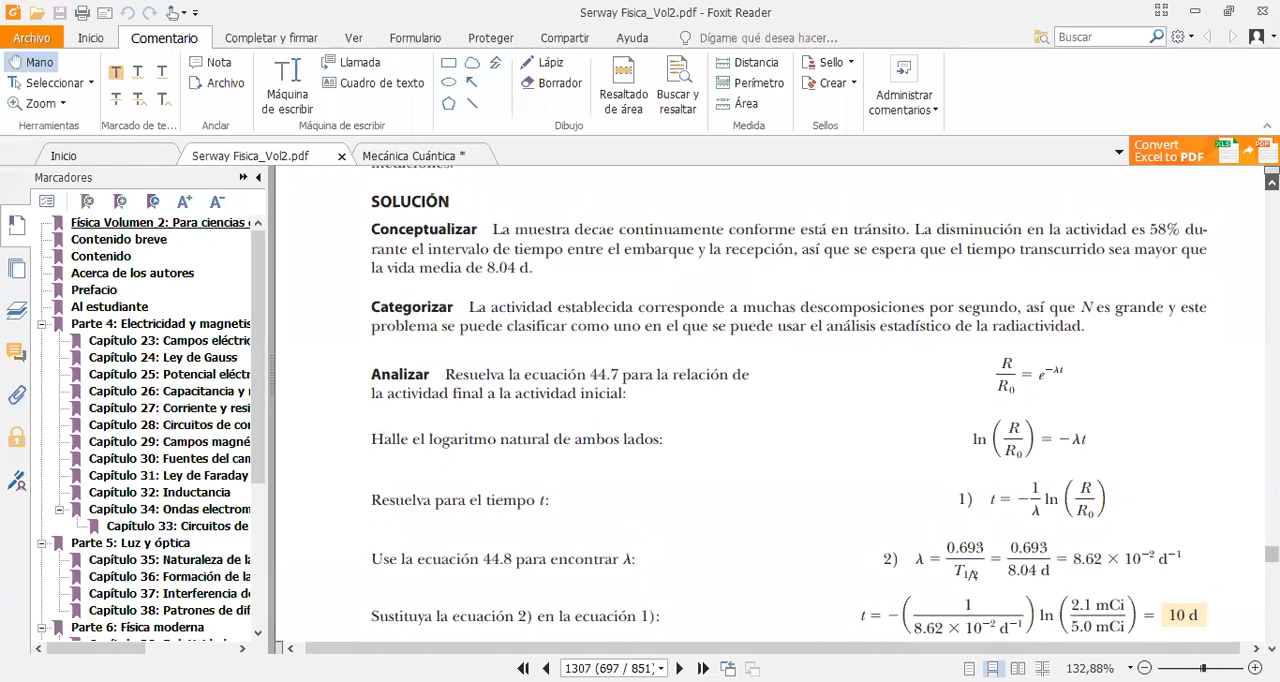 Serway Fisica_Vol2.pdf - Foxit Reader
Archivo Inicio Comentario Completar y firmar Ver Formulario Proteger Compartir Ayuda Dígame qué desea hacer... Buscar
Mano
Seleccionar
Zoom
Herramientas
Marcado de te...
Nota
Archivo
Andar
Máquina
de escribir
Llamada
Cuadro de texto
Máquina de escribir
Lápiz
Borrador
Dibujo
Resaltado
de área
Buscar y
resaltar
Distancia
Perímetro
Área
Medida
Sello
Crear
Sellos
Administrar
comentarios
Inicio Serway Fisica_Vol2.pdf Mecánica Cuántica *
Convert
Excel to PDF
XLS PDF
Marcadores
Física Volumen 2: Para ciencias
Contenido breve
Contenido
Acerca de los autores
Prefacio
Al estudiante
Parte 4: Electricidad y magnetis
Capítulo 23: Campos eléctric
Capítulo 24: Ley de Gauss
Capítulo 25: Potencial eléctr
Capítulo 26: Capacitancia y
Capítulo 27: Corriente y resi
Capítulo 28: Circuitos de co
Capítulo 29: Campos magné
Capítulo 30: Fuentes del can
Capítulo 31: Ley de Faraday
Capítulo 32: Inductancia
Capítulo 34: Ondas electrom
Capítulo 33: Circuitos de
Parte 5: Luz y óptica
Capítulo 35: Naturaleza de la
Capítulo 36: Formación de la
Capítulo 37: Interferencia de
Capítulo 38: Patrones de dif
Parte 6: Física moderna
SOLUCIÓN
Conceptualizar La muestra decae continuamente conforme está en tránsito. La disminución en la actividad es 58% du-
rante el intervalo de tiempo entre el embarque y la recepción, así que se espera que el tiempo transcurrido sea mayor que
la vida media de 8.04 d.
Categorizar La actividad establecida corresponde a muchas descomposiciones por segundo, así que N es grande y este
problema se puede clasificar como uno en el que se puede usar el análisis estadístico de la radiactividad.
Analizar Resuelva la ecuación 44.7 para la relación de
la actividad final a la actividad inicial:
R/R₀ = e^(−λt)
Halle el logaritmo natural de ambos lados: ln (R/R₀) = −λt
Resuelva para el tiempo t: 1) t = −1/λ ln (R/R₀)
Use la ecuación 44.8 para encontrar λ: 2) λ = 0.693/T₁/₂ = 0.693/8.04 d = 8.62 × 10⁻² d⁻¹
Sustituya la ecuación 2) en la ecuación 1): t = −(1/8.62 × 10⁻² d⁻¹) ln (2.1 mCi/5.0 mCi) = 10 d
1307 (697 / 851) 132,88%